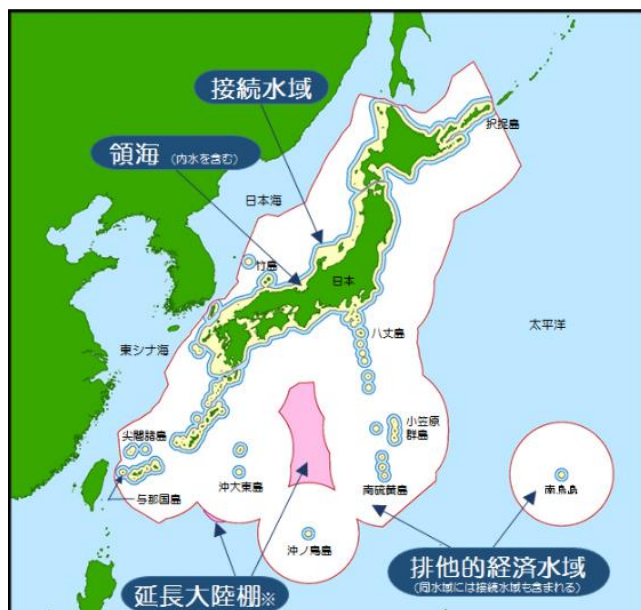 接続水域
領海 (内水を含む)
択捉島
日本海
竹島
日本
八丈島
太平洋
東シナ海
小笠原
群島
尖閣諸島
沖大東島
南硫黄島
南鳥島
与那国島
沖ノ鳥島
延長大陸棚※
排他的経済水域
(同水域には接続水域も含まれる)